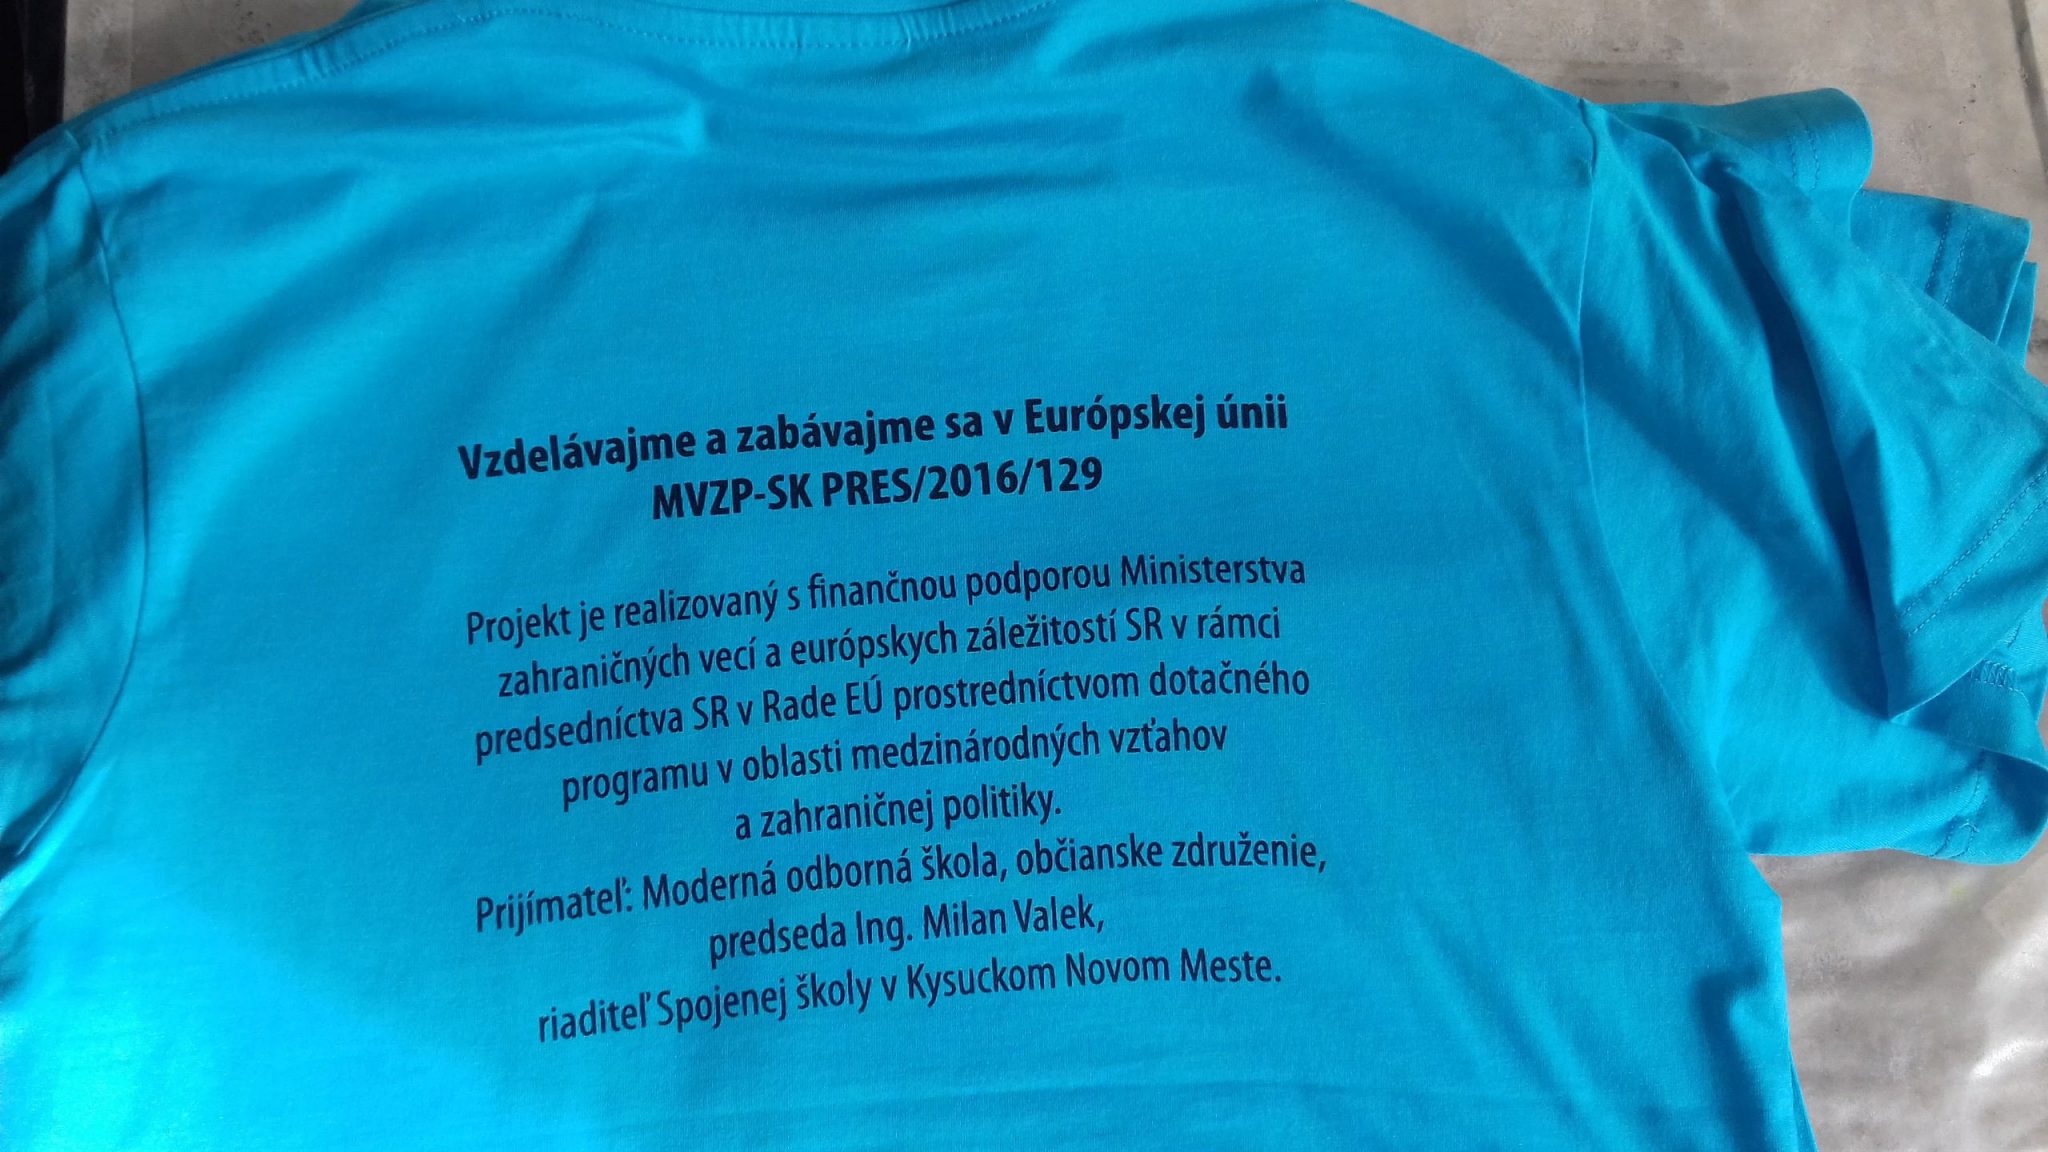 Vzdelávajme a zabávajme sa v Európskej únii
MVZP-SK PRES/2016/129
Projekt je realizovaný s finančnou podporou Ministerstva
zahraničných vecí a európskych záležitostí SR v rámci
predsedníctva SR v Rade EÚ prostredníctvom dotačného
programu v oblasti medzinárodných vzťahov
a zahraničnej politiky.
Prijímateľ: Moderná odborná škola, občianske združenie,
predseda Ing. Milan Valek,
riaditeľ Spojenej školy v Kysuckom Novom Meste.